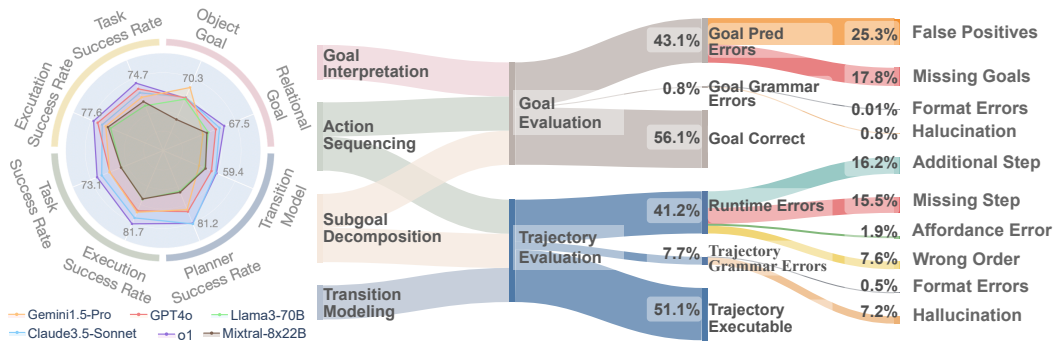 Task
Success Rate
Object
Goal
Relational
Goal
Transition
Model
Planner
Success Rate
Execution
Success Rate
Task
Success Rate
Excution
Success Rate
74.7
70.3
67.5
59.4
81.2
81.7
73.1
77.6
Gemini1.5-Pro
GPT4o
Llama3-70B
Claude3.5-Sonnet
o1
Mixtral-8x22B
Goal
Interpretation
Action
Sequencing
Subgoal
Decomposition
Transition
Modeling
Goal
Evaluation
Trajectory
Evaluation
43.1%
Goal Pred
Errors
0.8%
Goal Grammar
Errors
56.1%
Goal Correct
41.2%
Runtime Errors
7.7%
Trajectory
Grammar Errors
51.1%
Trajectory
Executable
25.3%
False Positives
17.8%
Missing Goals
0.01%
Format Errors
0.8%
Halucination
16.2%
Additional Step
15.5%
Missing Step
1.9%
Affordance Error
7.6%
Wrong Order
0.5%
Format Errors
7.2%
Hallucination